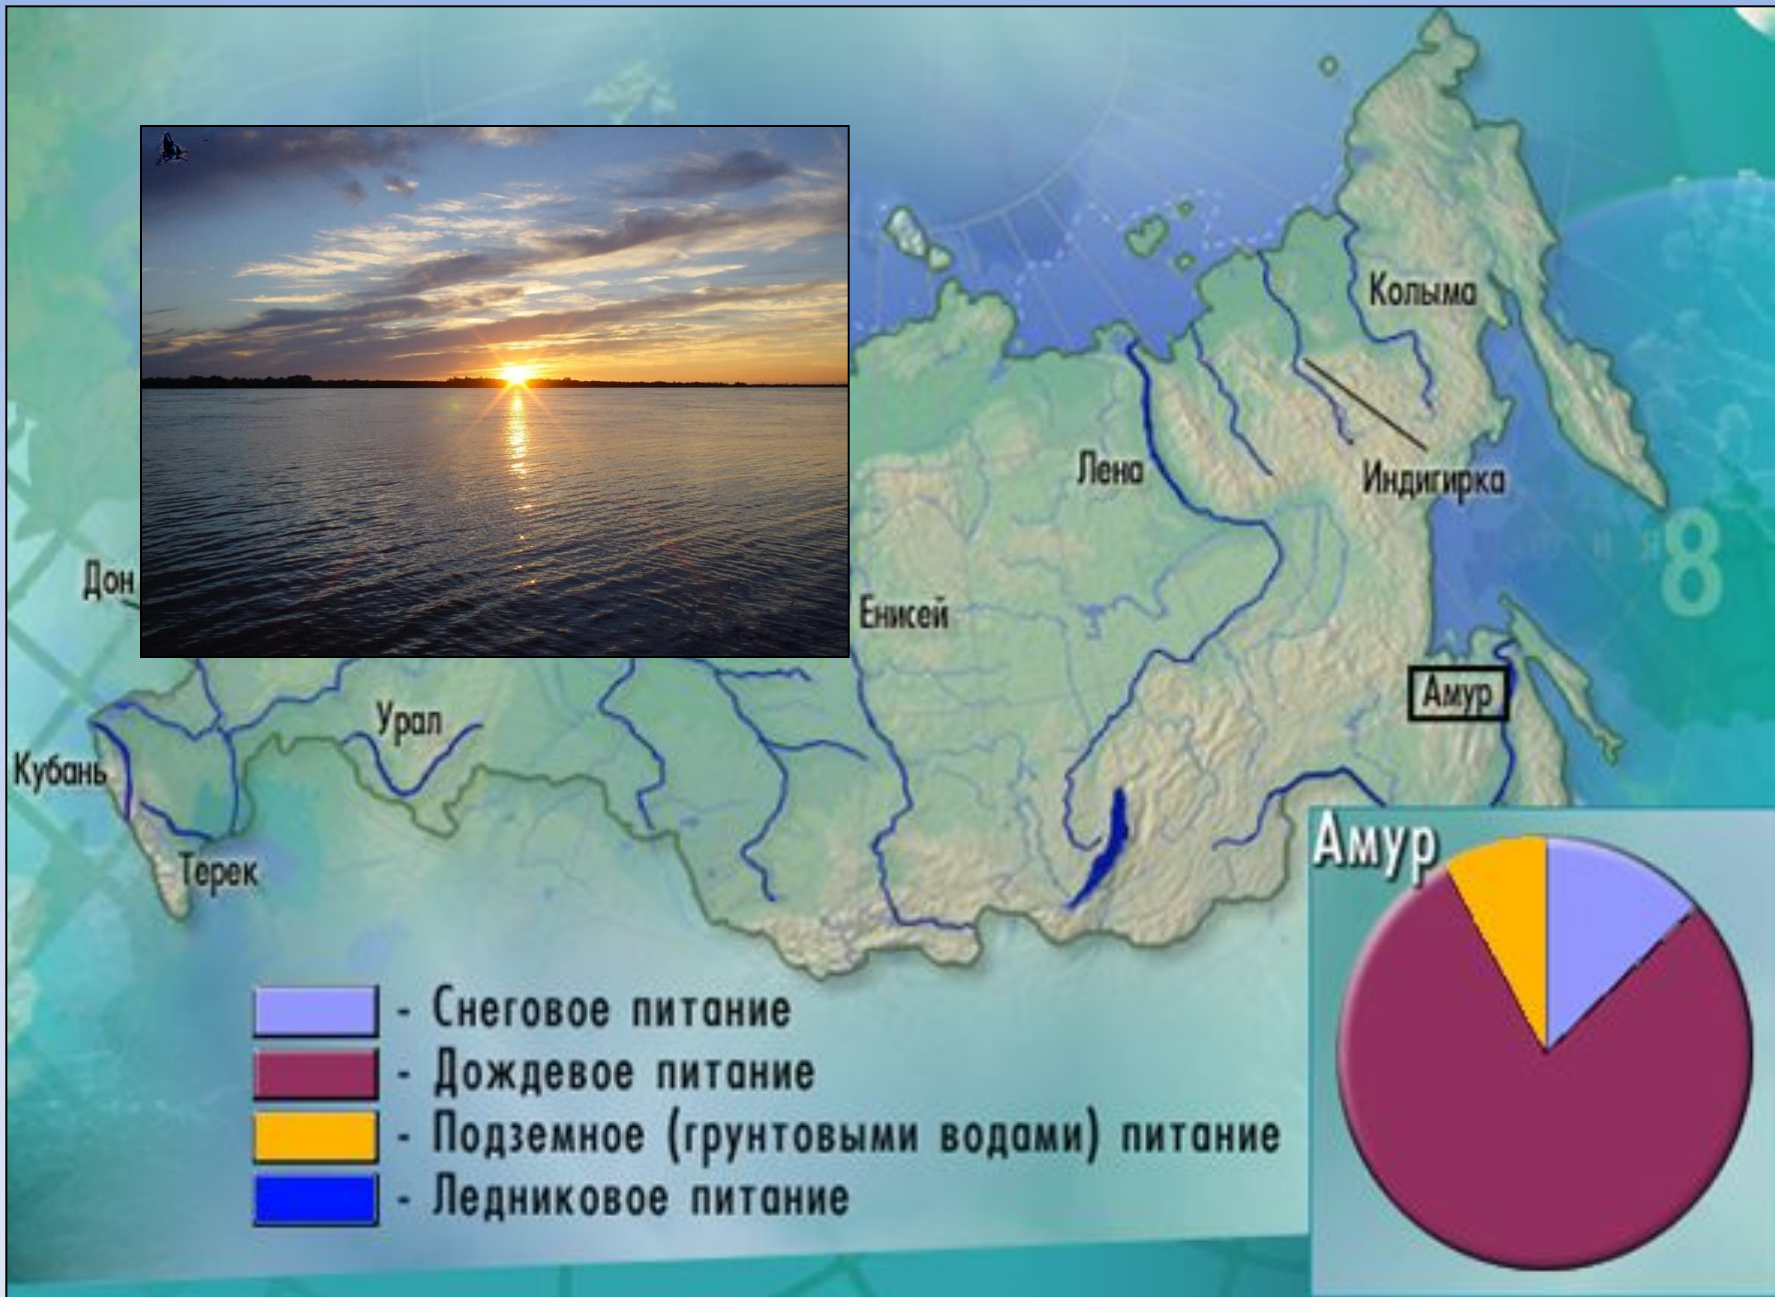 Колыма
Лена
Индигирка
8
Дон
Енисей
Амур
Урал
Кубань
Терек
Амур
- Снеговое питание
- Дождевое питание
- Подземное (грунтовыми водами) питание
- Ледниковое питание